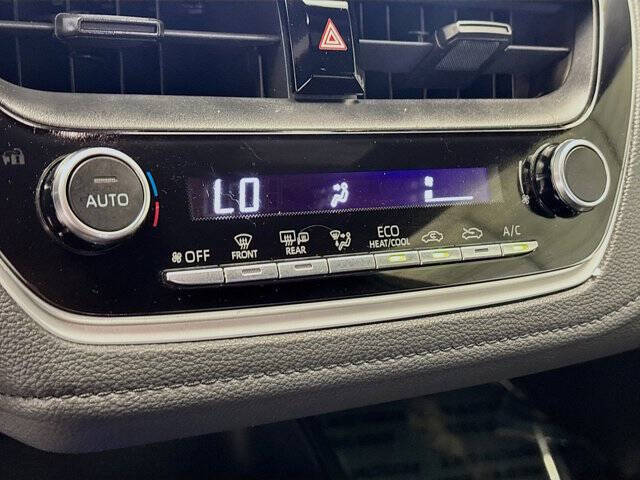 AUTO
LO
OFF
FRONT
REAR
ECO
HEAT/COOL
A/C